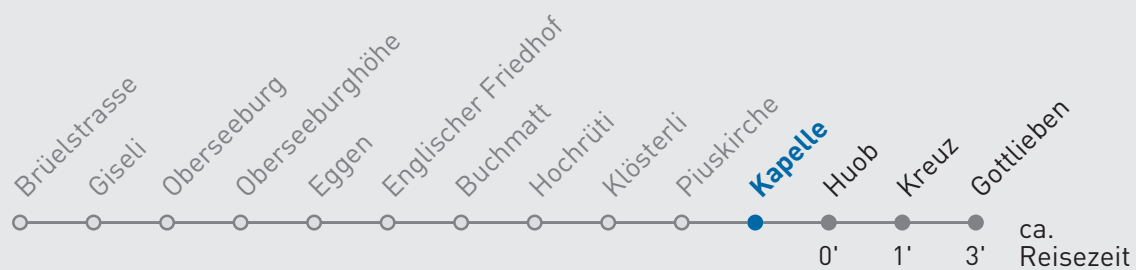 Brüelstrasse
Giseli
Oberseeburg
Oberseeburghöhe
Eggen
Englischer Friedhof
Buchmatt
Hochrüti
Klösterli
Piuskirche
Kapelle
Huob
Kreuz
Gottlieben
0' 1' 3' ca.
Reisezeit